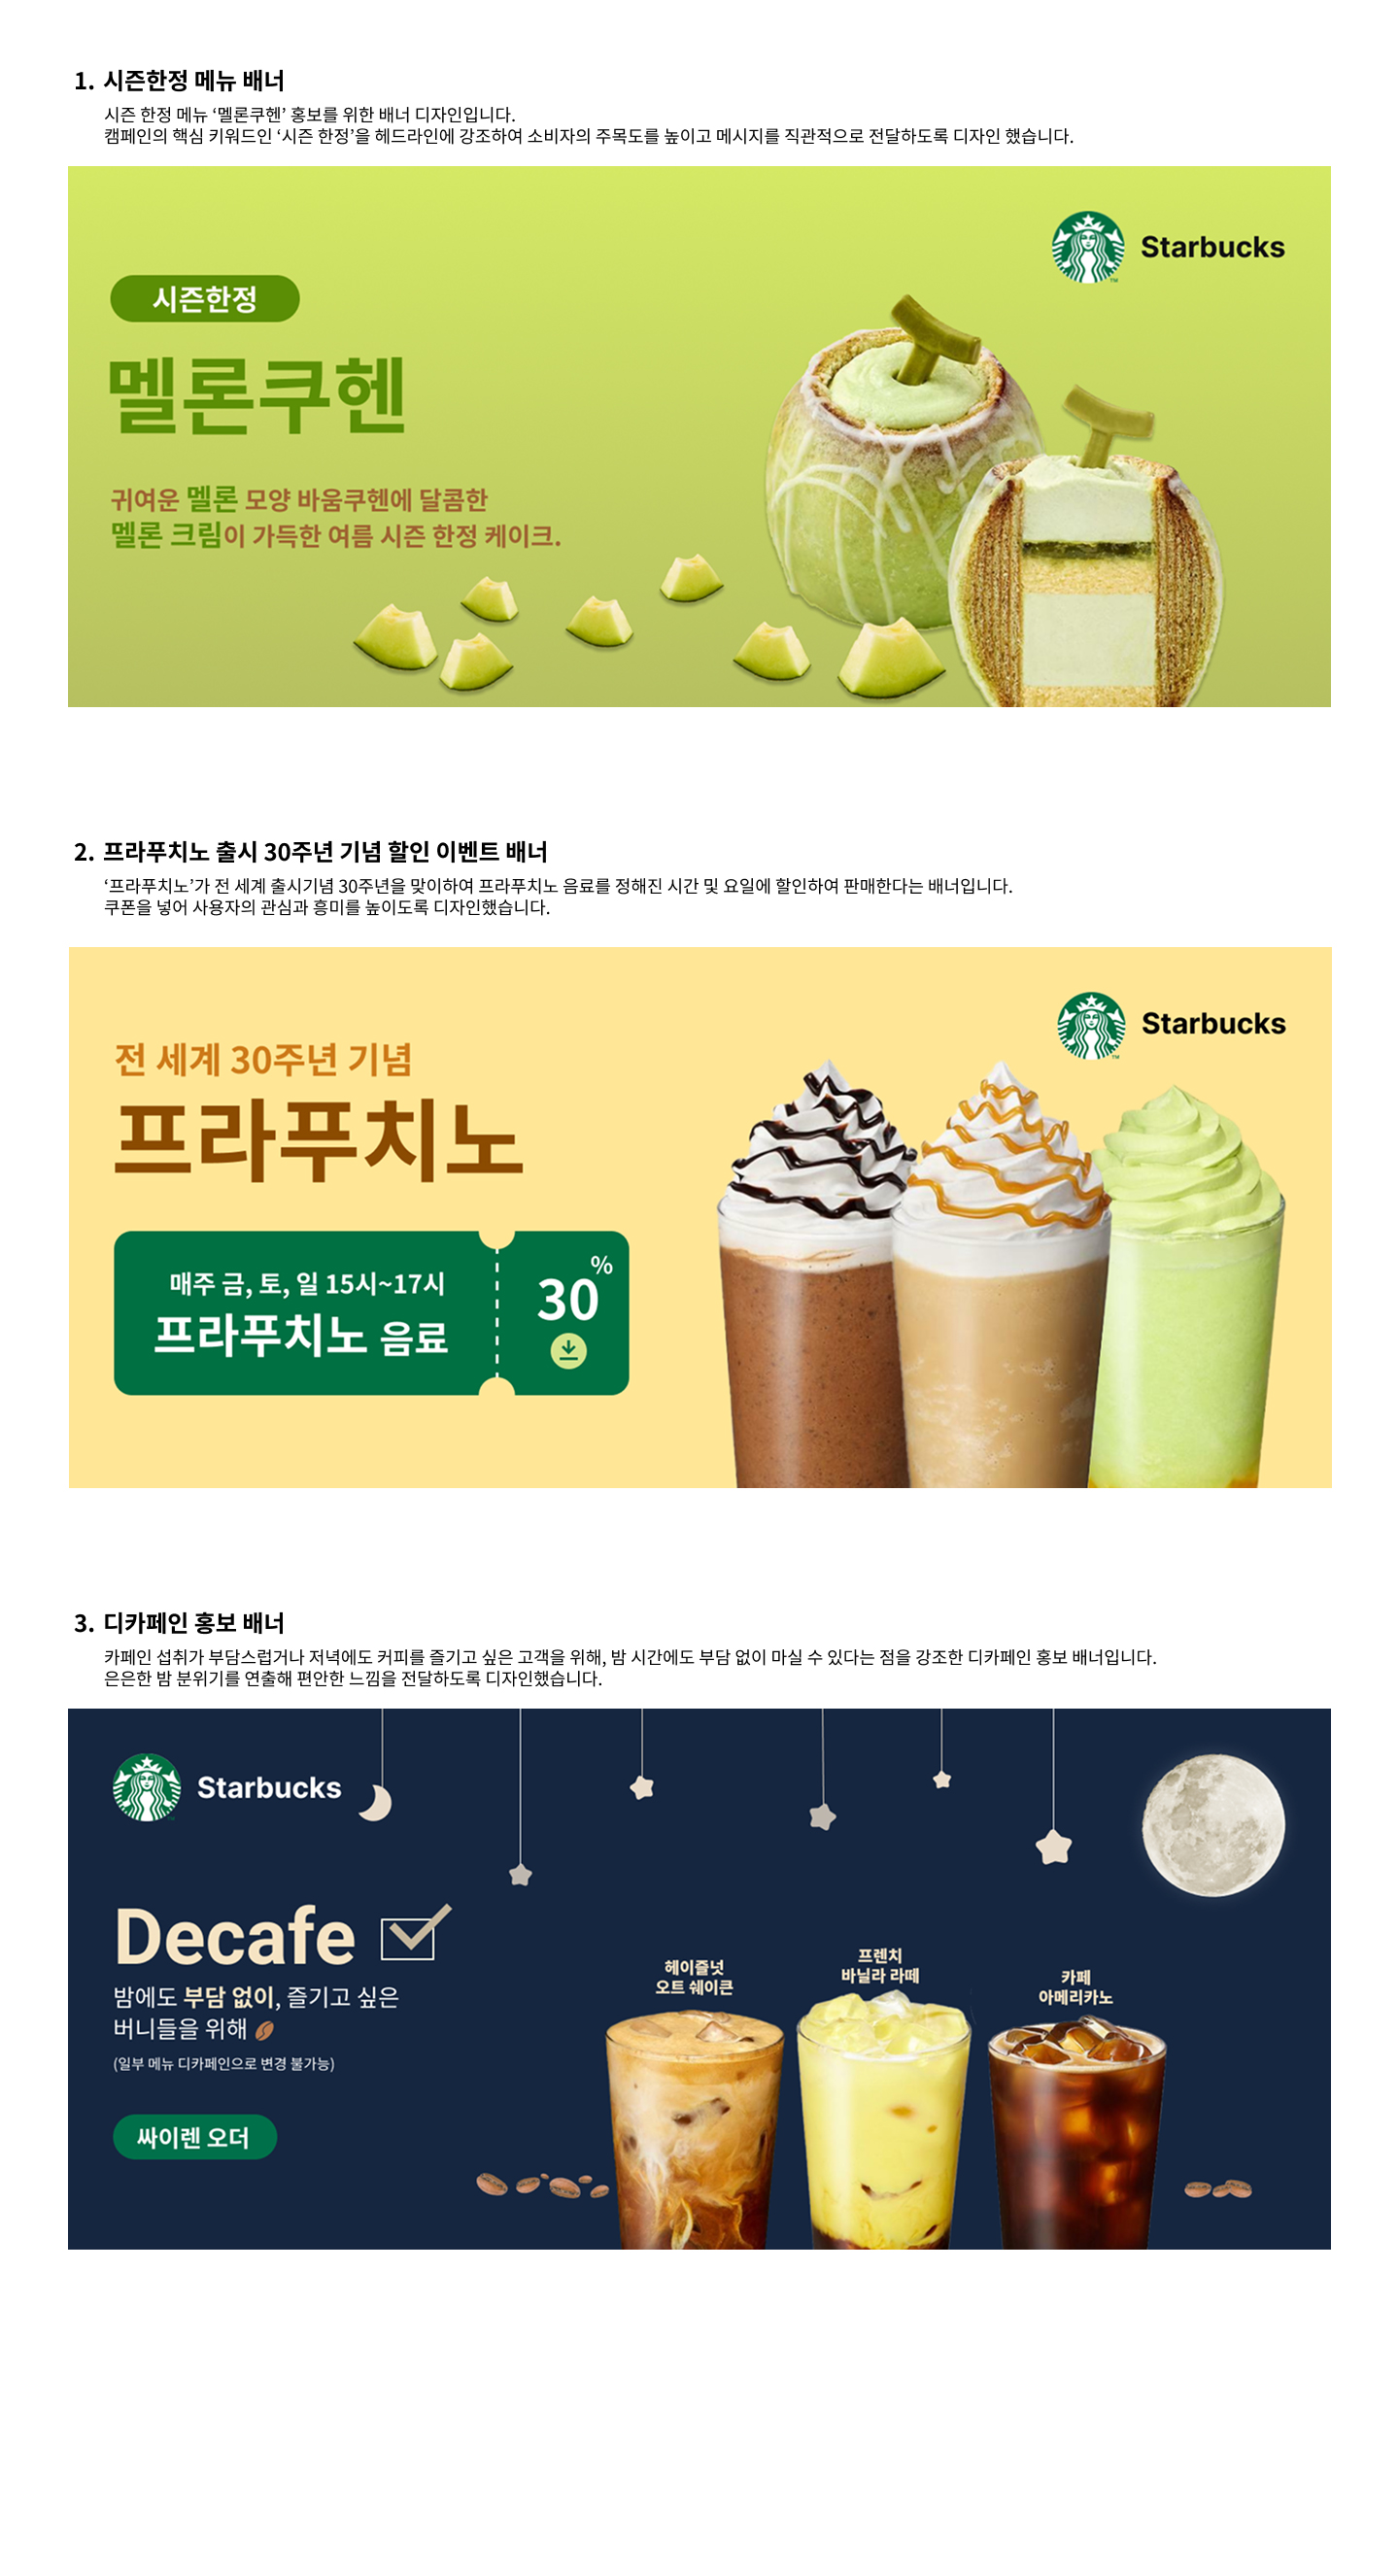 1. 시즌한정 메뉴 배너
시즌 한정 메뉴 ‘멜론쿠헨’ 홍보를 위한 배너 디자인입니다.
캠페인의 핵심 키워드인 ‘시즌 한정’을 헤드라인에 강조하여 소비자의 주목도를 높이고 메시지를 직관적으로 전달하도록 디자인 했습니다.
Starbucks
시즌한정
멜론쿠헨
귀여운 멜론 모양 바움쿠헨에 달콤한
멜론 크림이 가득한 여름 시즌 한정 케이크.
2. 프라푸치노 출시 30주년 기념 할인 이벤트 배너
‘프라푸치노’가 전 세계 출시기념 30주년을 맞이하여 프라푸치노 음료를 정해진 시간 및 요일에 할인하여 판매한다는 배너입니다.
쿠폰을 넣어 사용자의 관심과 흥미를 높이도록 디자인했습니다.
Starbucks
전 세계 30주년 기념
프라푸치노
매주 금, 토, 일 15시~17시
프라푸치노 음료
30%
3. 디카페인 홍보 배너
카페인 섭취가 부담스럽거나 저녁에도 커피를 즐기고 싶은 고객을 위해, 밤 시간에도 부담 없이 마실 수 있다는 점을 강조한 디카페인 홍보 배너입니다.
은은한 밤 분위기를 연출해 편안한 느낌을 전달하도록 디자인했습니다.
Starbucks
Decafe
밤에도 부담 없이, 즐기고 싶은
버니들을 위해
(일부 메뉴 디카페인으로 변경 불가능)
싸이렌 오더
헤이즐넛
오트 쉐이큰
프렌치
바닐라 라떼
카페
아메리카노